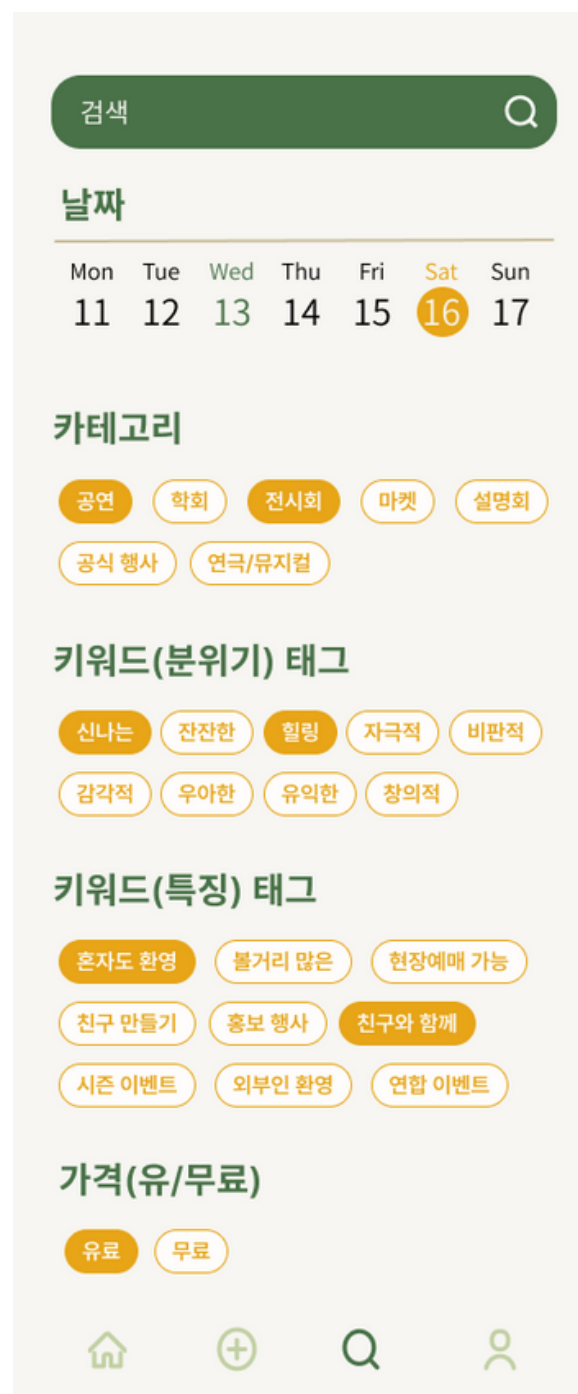 검색
날짜
Mon Tue Wed Thu Fri Sat Sun
11 12 13 14 15 16 17
카테고리
공연 학회 전시회 마켓 설명회
공식 행사 연극/뮤지컬
키워드(분위기) 태그
신나는 잔잔한 힐링 자극적 비판적
감각적 우아한 유익한 창의적
키워드(특징) 태그
혼자도 환영 볼거리 많은 현장예매 가능
친구 만들기 홍보 행사 친구와 함께
시즌 이벤트 외부인 환영 연합 이벤트
가격(유/무료)
유료 무료